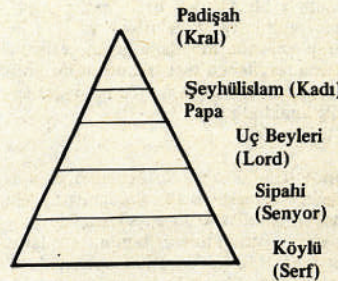 Padişah
(Kral)
Şeyhülislam (Kadı)
Papa
Uç Beyleri
(Lord)
Sipahi
(Senyor)
Köylü
(Serf)